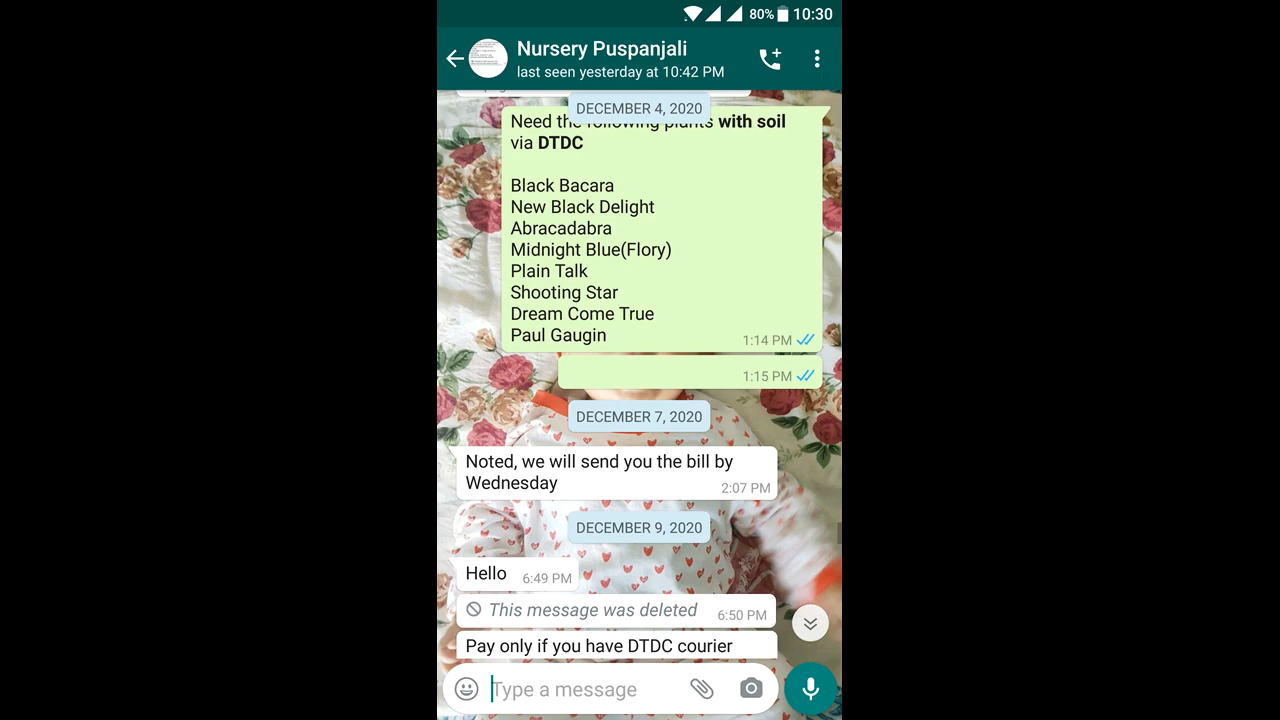 80% 10:30
Nursery Puspanjali
last seen yesterday at 10:42 PM
DECEMBER 4, 2020
Need the following plants with soil
via DTDC
Black Bacara
New Black Delight
Abracadabra
Midnight Blue(Flory)
Plain Talk
Shooting Star
Dream Come True
Paul Gaugin
1:14 PM
1:15 PM
DECEMBER 7, 2020
Noted, we will send you the bill by
Wednesday
2:07 PM
DECEMBER 9, 2020
Hello 6:49 PM
This message was deleted 6:50 PM
Pay only if you have DTDC courier
Type a message